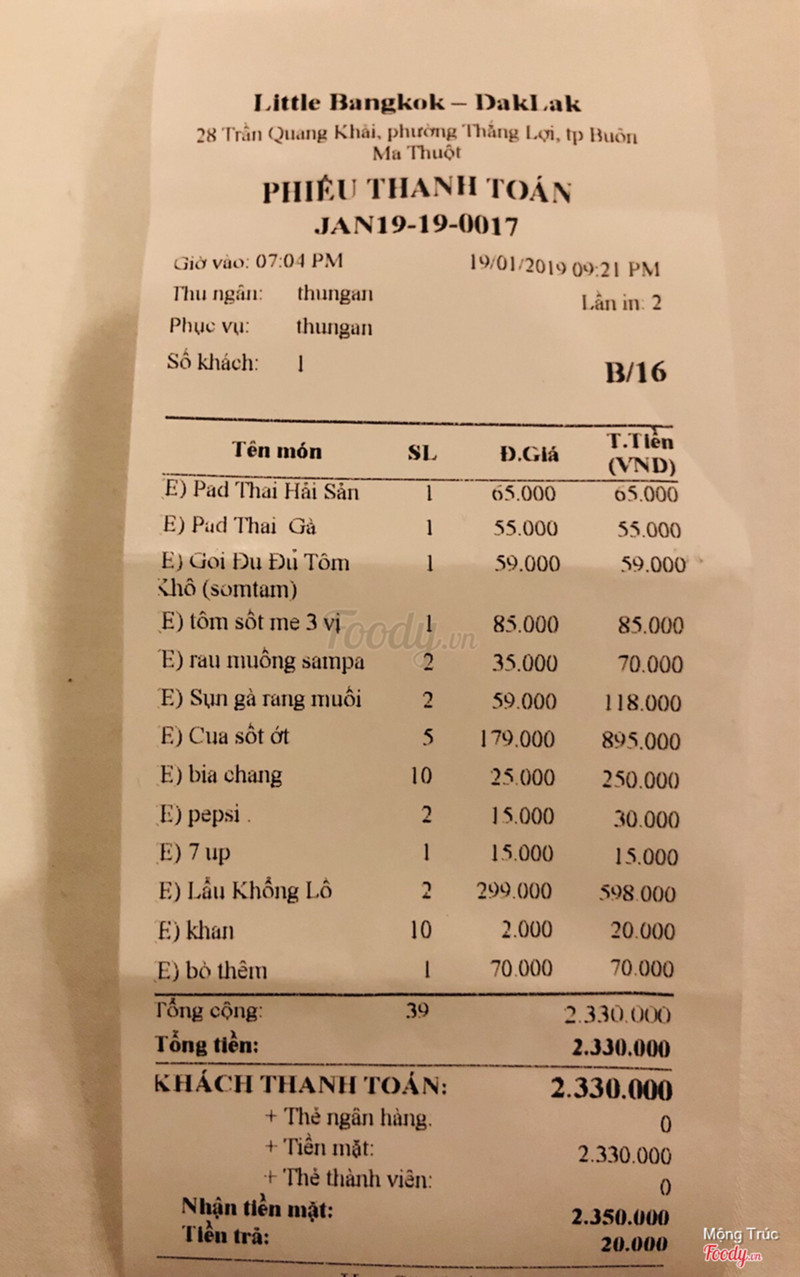 Little Bangkok – DakLak
28 Trần Quang Khải, phường Thắng Lợi, tp Buôn
Ma Thuột
PHIẾU THANH TOÁN
JAN19-19-0017
Giờ vào: 07:04 PM 19/01/2019 09:21 PM
Thu ngân: thungan Lần in: 2
Phục vụ: thungan
Số khách: 1 B/16
Tên món SL Đ.Giá T.Tiền
(VND)
E) Pad Thai Hải Sản 1 65.000 65.000
E) Pad Thai Gà 1 55.000 55.000
E) Goi Đu Đủ Tôm 1 59.000 59.000
Khô (somtam)
E) tôm sốt me 3 vị 1 85.000 85.000
E) rau muống sampa 2 35.000 70.000
E) Sụn gà rang muối 2 59.000 118.000
E) Cua sốt ớt 5 179.000 895.000
E) bia chang 10 25.000 250.000
E) pepsi . 2 15.000 30.000
E) 7 up 1 15.000 15.000
E) Lẩu Khổng Lồ 2 299.000 598.000
E) khan 10 2.000 20.000
E) bò thêm 1 70.000 70.000
Tổng cộng: 39 2.330.000
Tổng tiền: 2.330.000
KHÁCH THANH TOÁN: 2.330.000
+ Thẻ ngân hàng. 0
+ Tiền mặt: 2.330.000
+ Thẻ thành viên: 0
Nhận tiền mặt: 2.350.000
Tiền trả: 20.000
Foody.vn
Mộng Trúc
Foody.vn